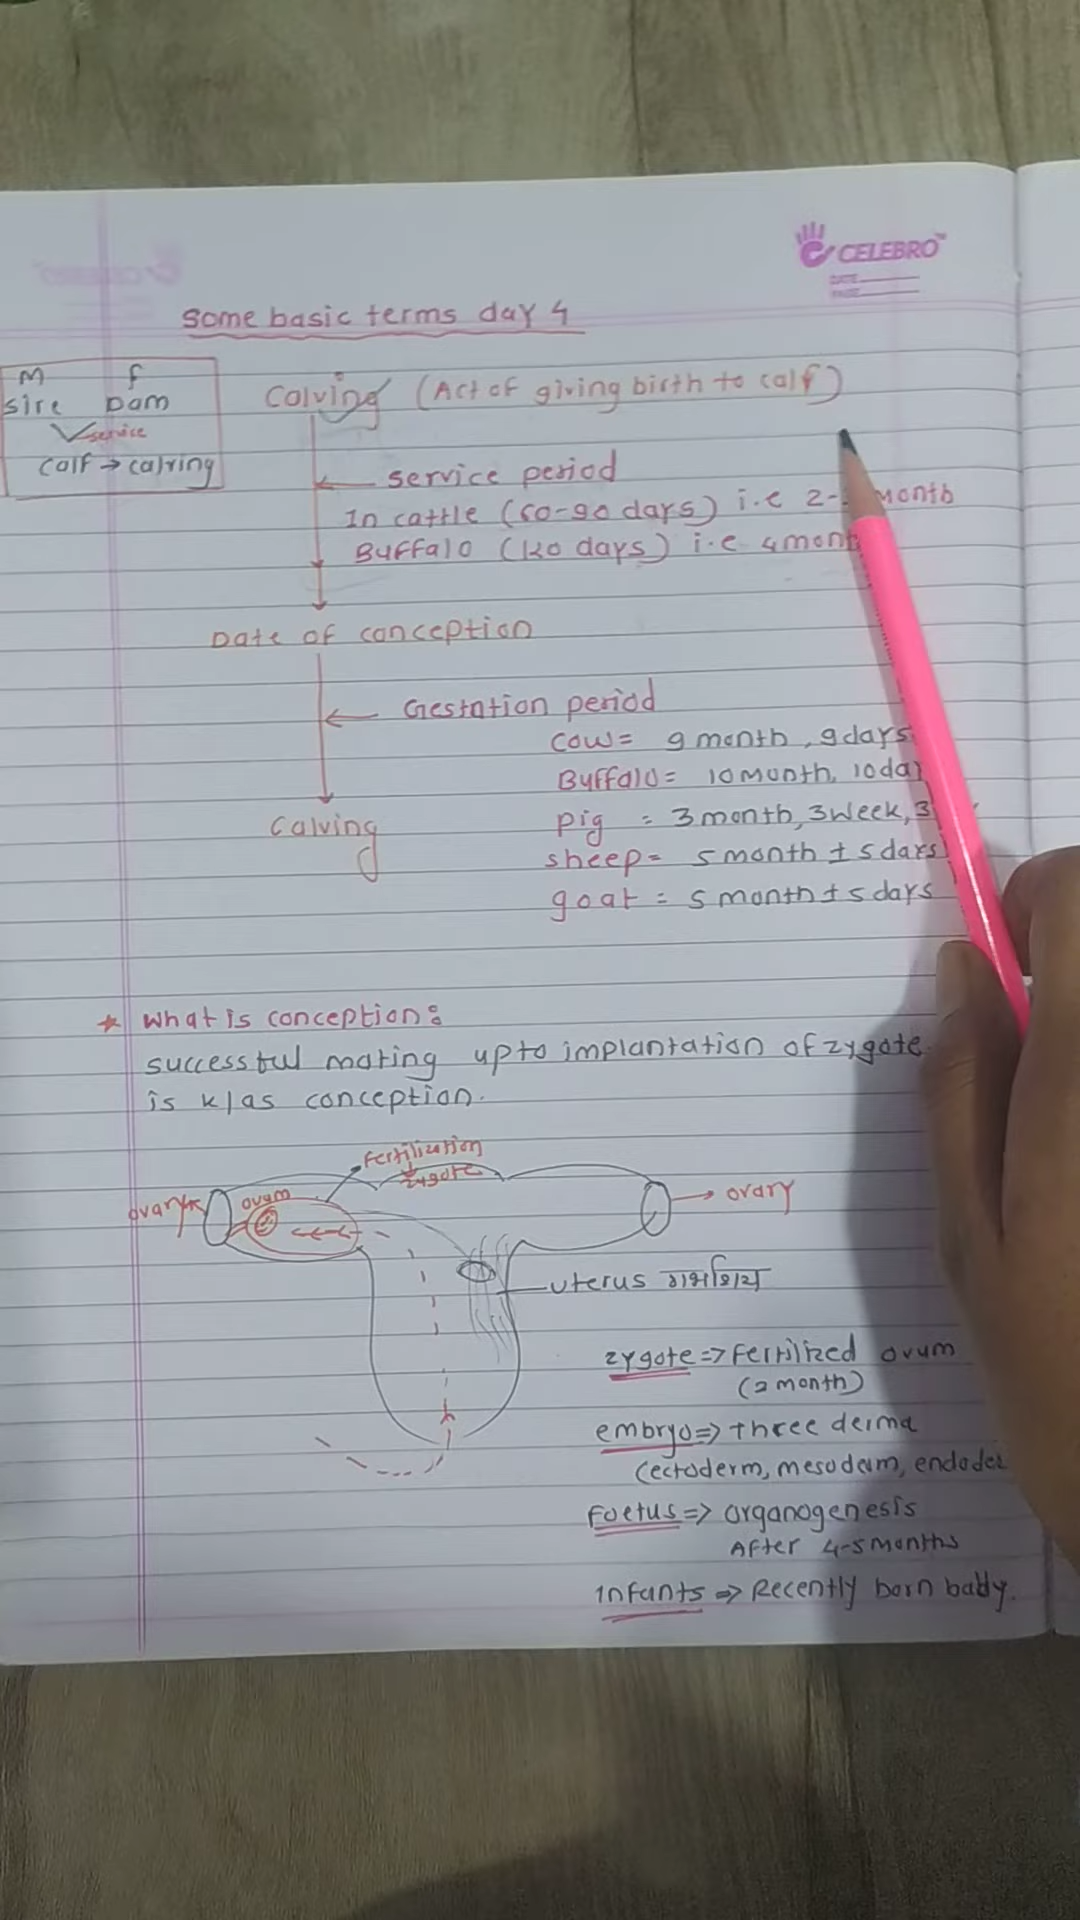 CELEBRO
DATE
PAGE
Some basic terms day 4
M f
Sire Dam
service
Calf → calving
Calving (Act of giving birth to calf)
service period
In cattle (60-90 days) i.e 2- month
Buffalo (120 days) i.e 4 mon
Date of conception
Gestation period
Cow = 9 month, 9 days
Buffalo = 10 month, 10 day
Calving
Pig = 3 month, 3 week, 3
sheep = 5 month ± 5 days
goat = 5 month ± 5 days
* What is conception:
successful mating upto implantation of zygote
is k/as conception.
Fertilization
zygote
ovary
ovum
ovary
uterus गर्भाशय
zygote => Fertilized ovum
(2 month)
embryo => three derma
(ectoderm, mesoderm, endoder
Foetus => organogenesis
After 4-5 months
Infants => Recently born baby.